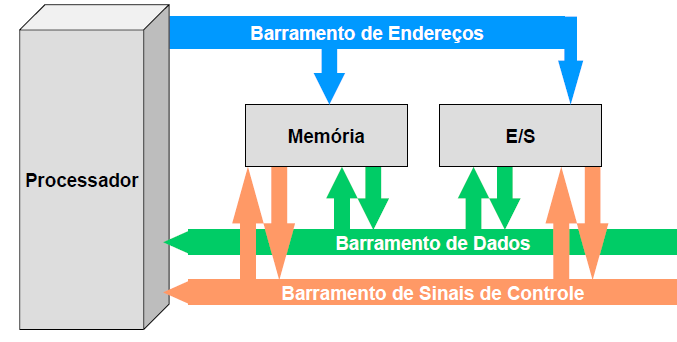 Barramento de Endereços
Memória
E/S
Processador
Barramento de Dados
Barramento de Sinais de Controle